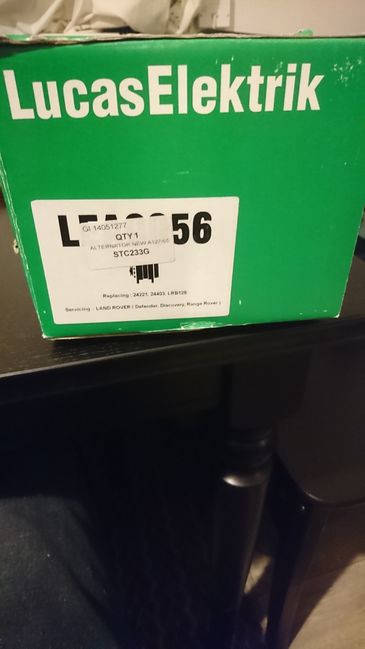 LucasElektrik
56
GI 14051277
QTY 1
ALTERNATOR NEW A127/65
STC233G
Replacing : 24221, 24403, LRB128
Servicing : LAND ROVER ( Defender, Discovery, Range Rover )